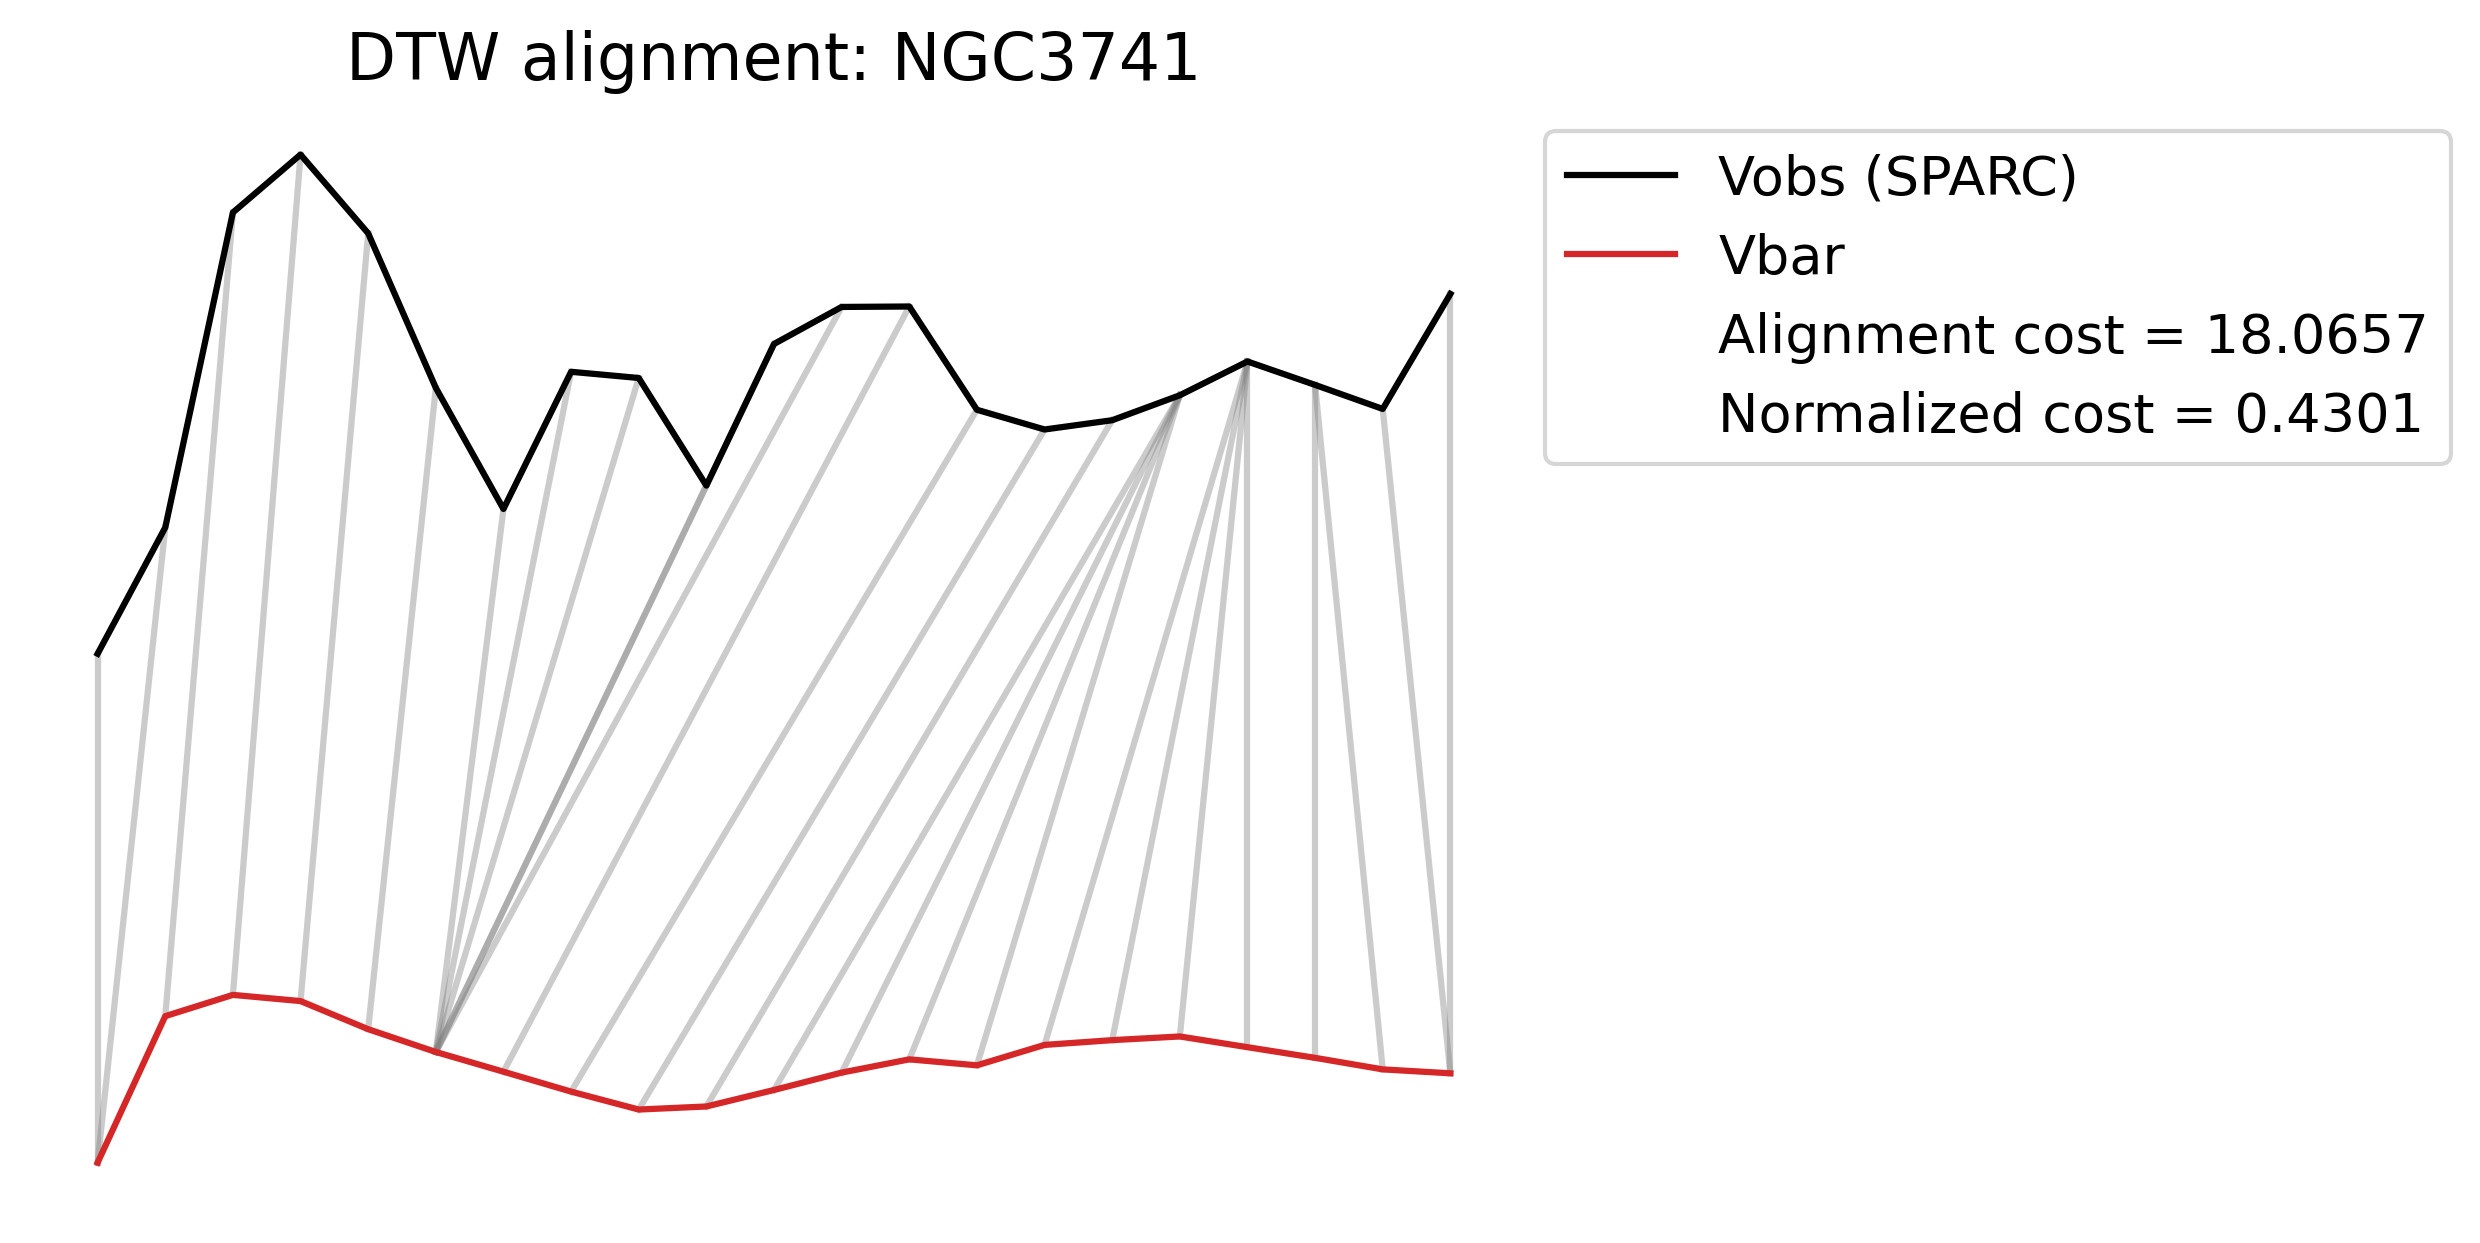 DTW alignment: NGC3741
Vobs (SPARC)
Vbar
Alignment cost = 18.0657
Normalized cost = 0.4301